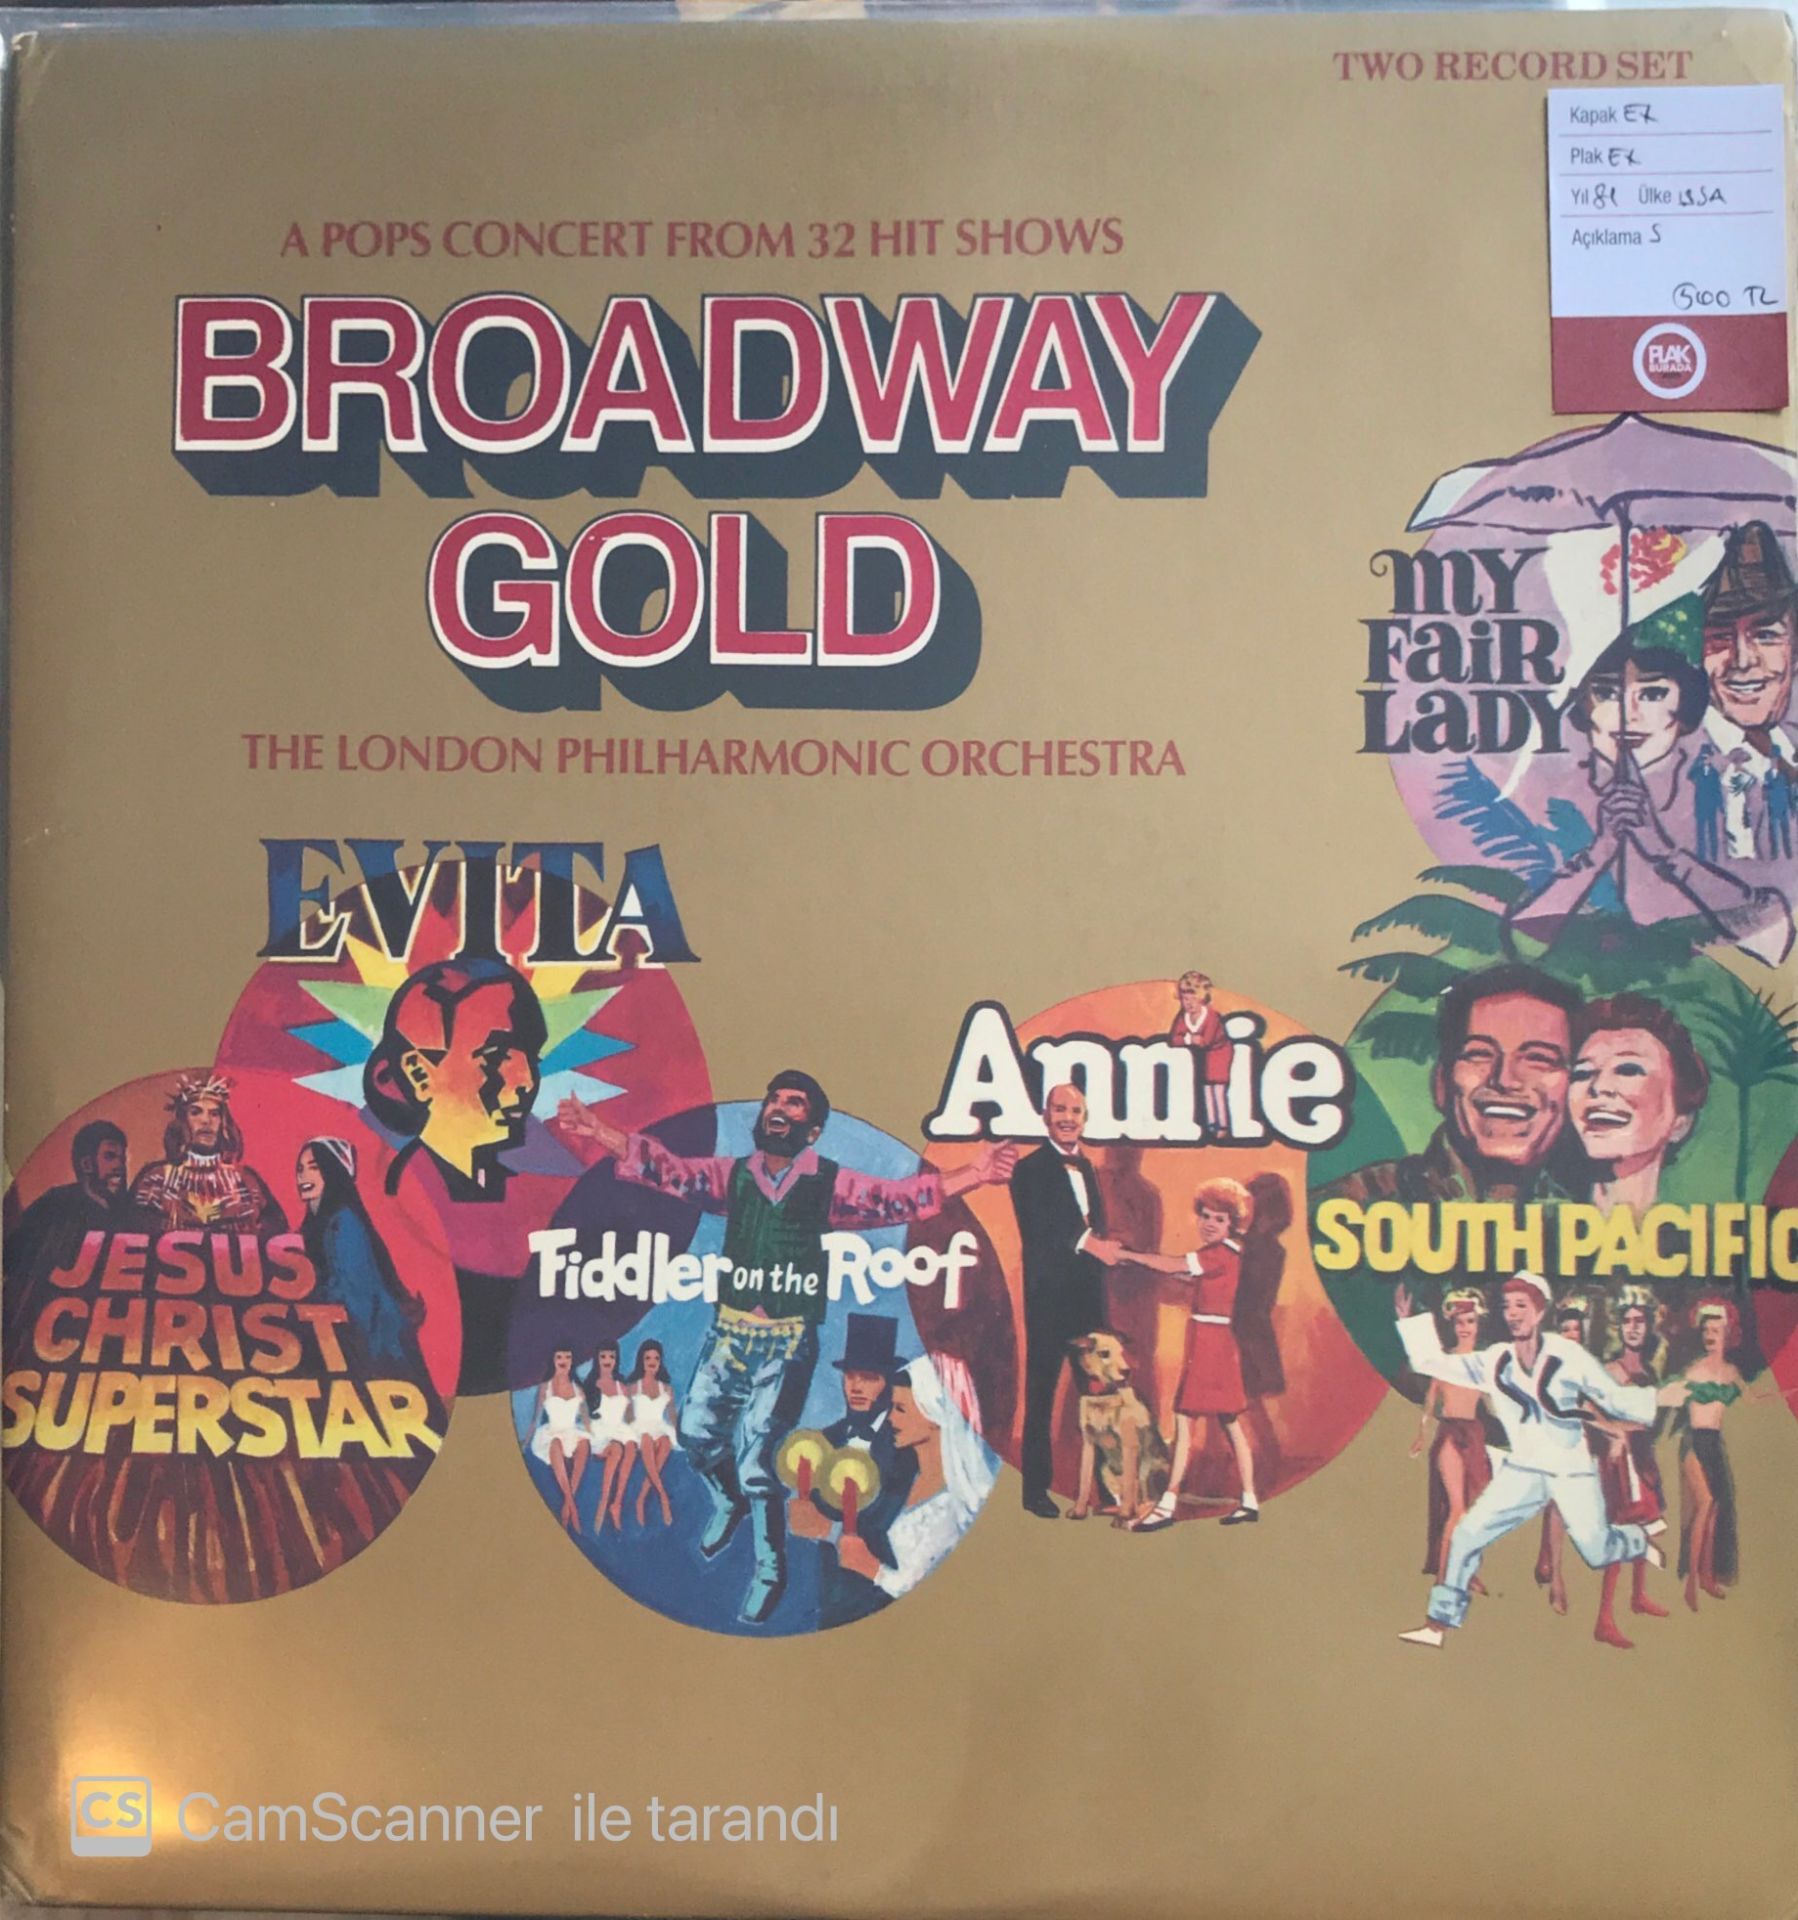 TWO RECORD SET
Kapak EX
Plak EX
Yıl 81 Ülke USA
Açıklama S
500 TL
PLAK
BURADA
A POPS CONCERT FROM 32 HIT SHOWS
BROADWAY
GOLD
THE LONDON PHILHARMONIC ORCHESTRA
MY
FaiR
LaDY
EVITA
Annie
SOUTH PACIFIC
Fiddler on the Roof
JESUS
CHRIST
SUPERSTAR
CS CamScanner ile tarandı